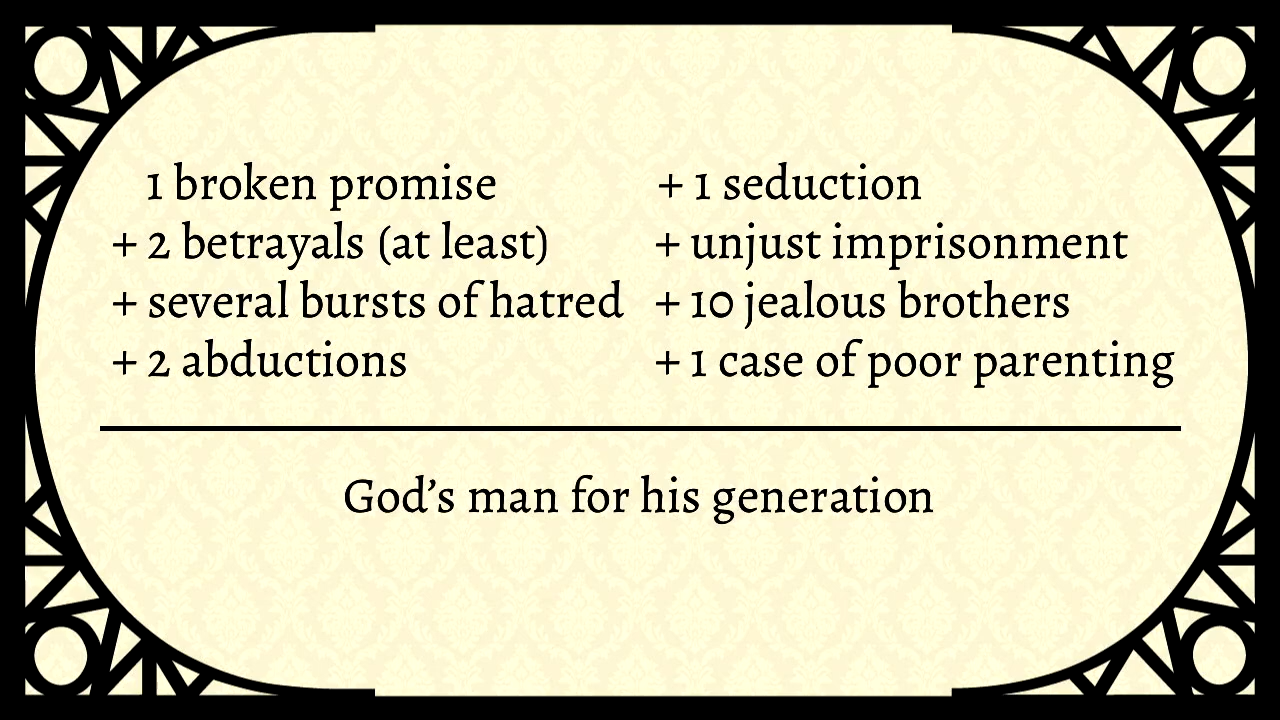 1 broken promise
+ 2 betrayals (at least)
+ several bursts of hatred
+ 2 abductions
+ 1 seduction
+ unjust imprisonment
+ 10 jealous brothers
+ 1 case of poor parenting
God’s man for his generation